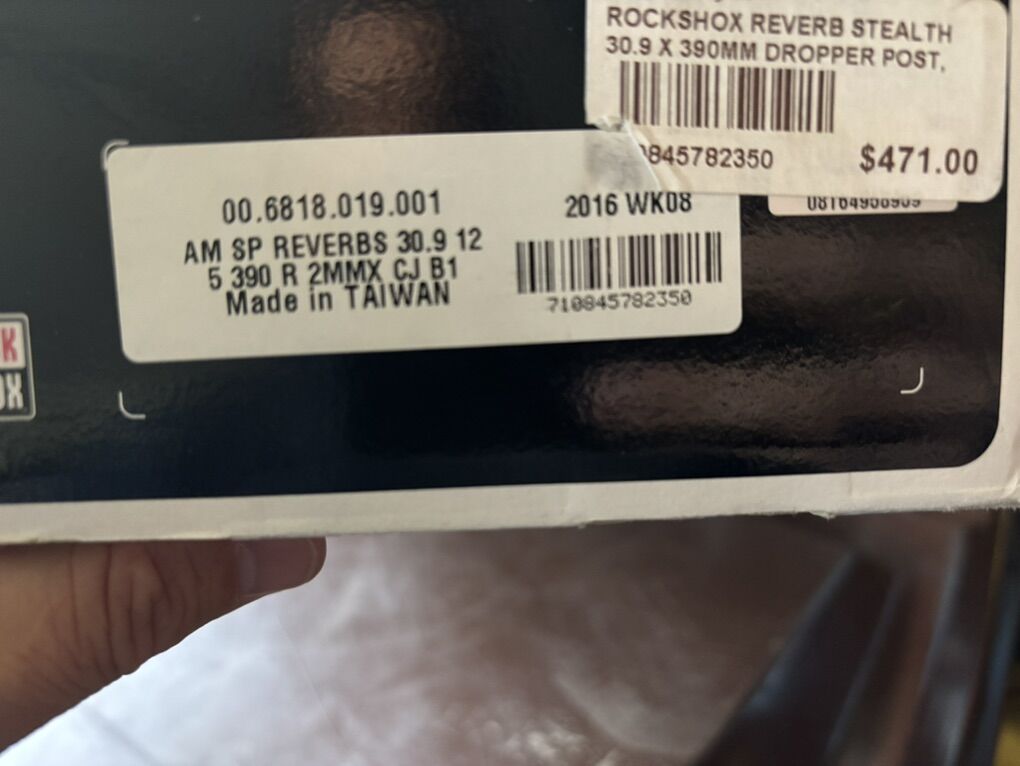 ROCKSHOX REVERB STEALTH
30.9 X 390MM DROPPER POST,
0845782350
$471.00
00.6818.019.001
2016 WK08
AM SP REVERBS 30.9 12
5 390 R 2MMX CJ B1
Made in TAIWAN
710845782350
K
OX